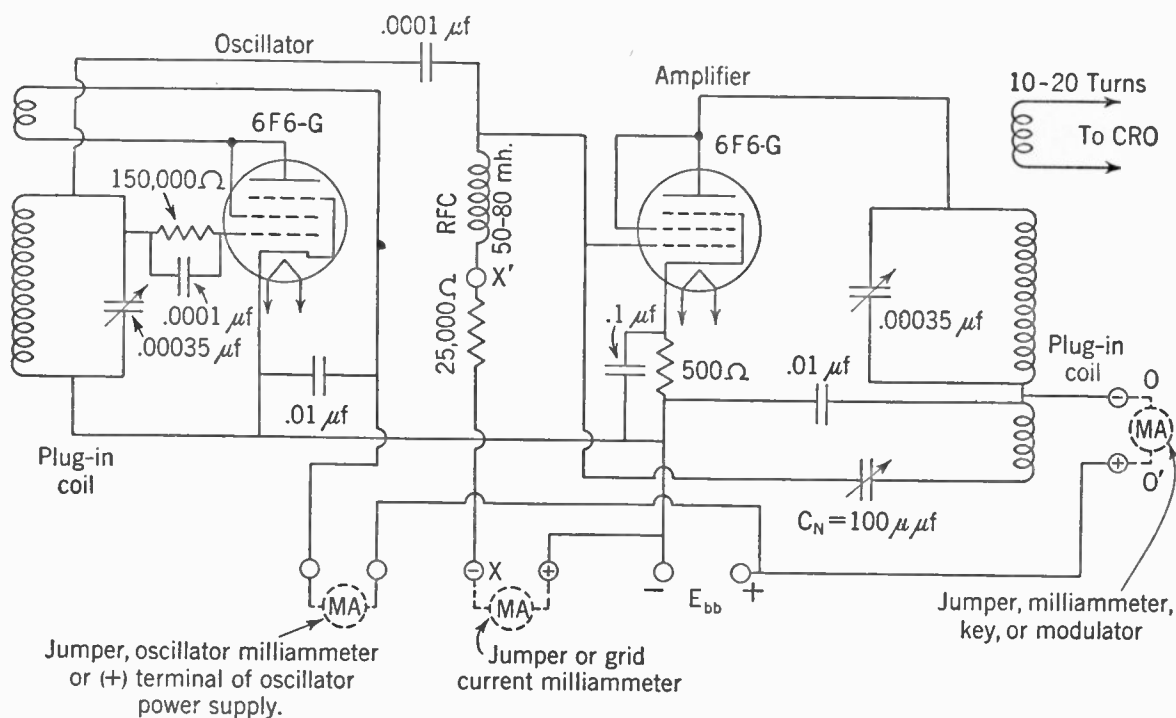 .0001 µf
Oscillator
Amplifier
10-20 Turns
To CRO
6F6-G
6F6-G
150,000Ω
RFC
50-80 mh.
X'
.0001 µf
.00035 µf
25,000Ω
.1 µf
500Ω
.00035 µf
.01 µf
.01 µf
Plug-in
coil
O
−
MA
+
O'
Plug-in
coil
C_N = 100 µµf
− X
+
−
E_bb
+
MA
MA
Jumper, oscillator milliammeter
or (+) terminal of oscillator
power supply.
Jumper or grid
current milliammeter
Jumper, milliammeter,
key, or modulator